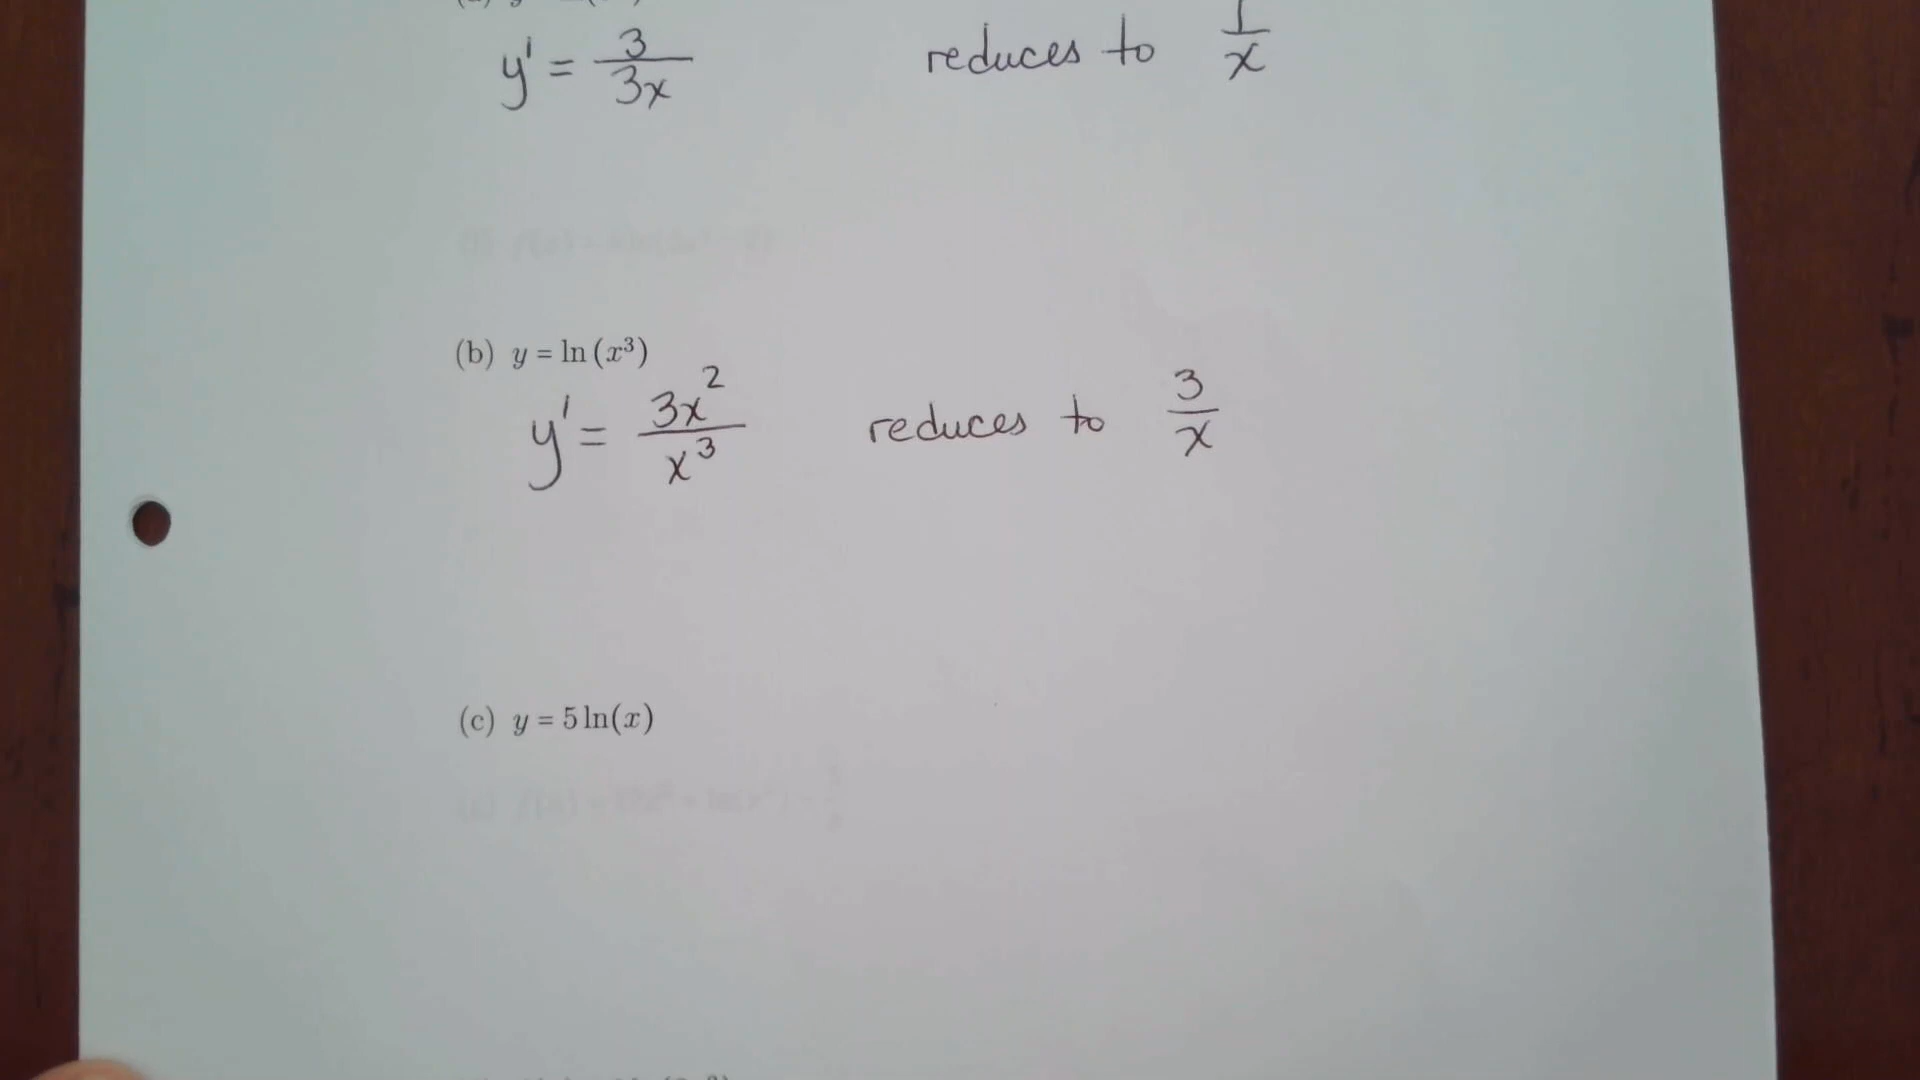 y' = 3/3x reduces to 1/x
(b) y = ln (x³)
y' = 3x²/x³ reduces to 3/x
(c) y = 5 ln(x)